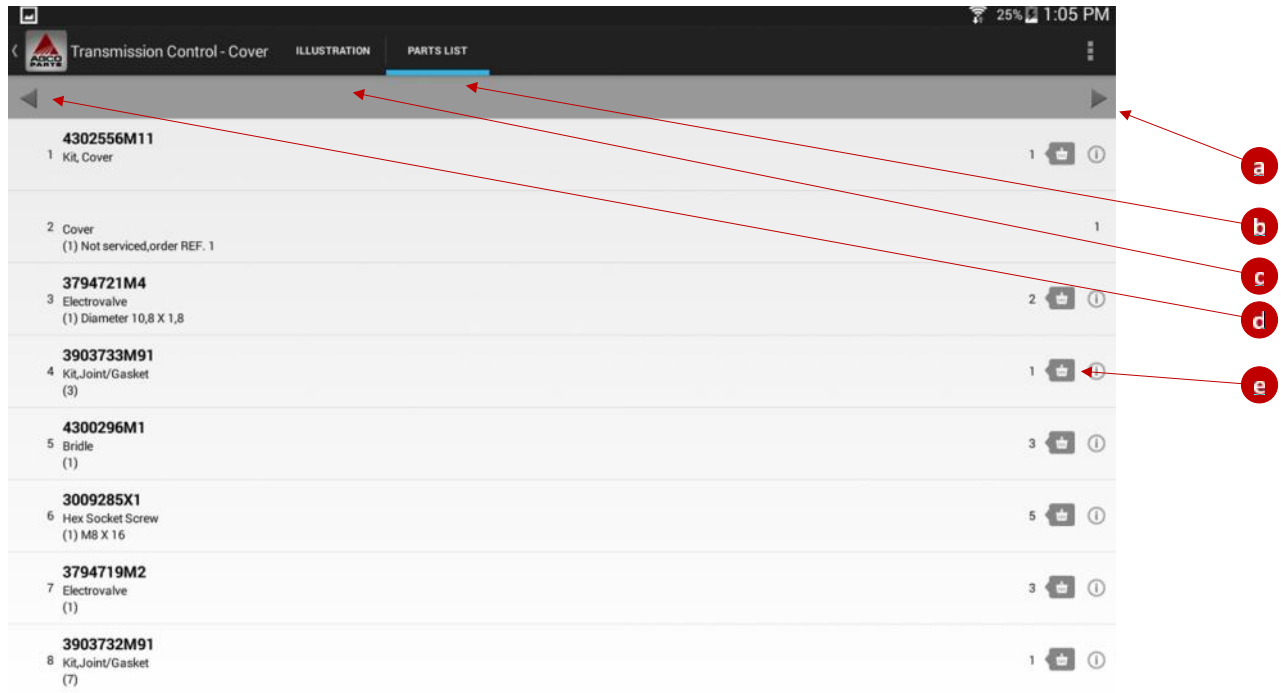 25% 1:05 PM
AGCO PARTS Transmission Control - Cover ILLUSTRATION PARTS LIST
4302556M11
1 Kit, Cover 1 i
a
2 Cover 1
b
(1) Not serviced,order REF. 1
3794721M4
c
3 Electrovalve 2 i
(1) Diameter 10,8 X 1,8
d
3903733M91
4 Kit,Joint/Gasket 1 i
(3)
e
4300296M1
5 Bridle 3 i
(1)
3009285X1
6 Hex Socket Screw 5 i
(1) M8 X 16
3794719M2
7 Electrovalve 3 i
(1)
3903732M91
8 Kit,Joint/Gasket 1 i
(7)